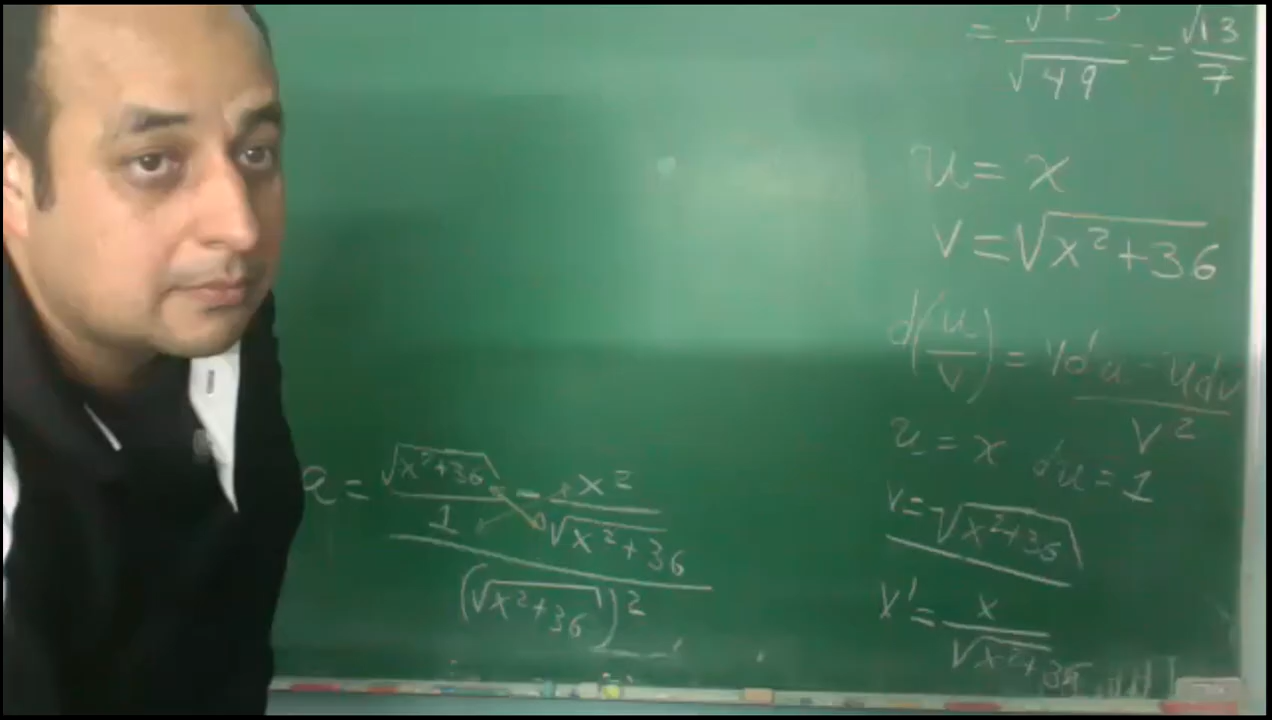 = √13/√49 = √13/7
u = x
v = √x²+36
d(u/v) = vdu - udv/v²
u = x du = 1
v = √x²+36
v' = x/√x²+36
a = √x²+36/1 - x²/√x²+36
(√x²+36)²